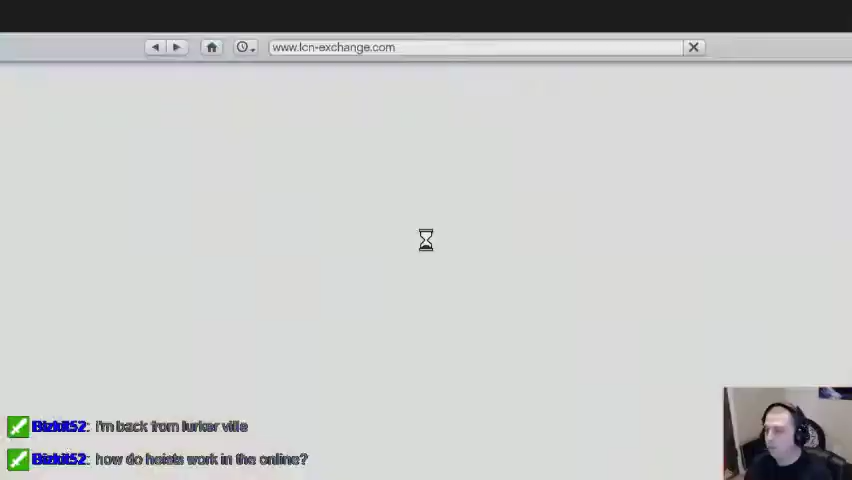 www.lcn-exchange.com
Bizkit52: I'm back from lurker ville
Bizkit52: how do heists work in the online?